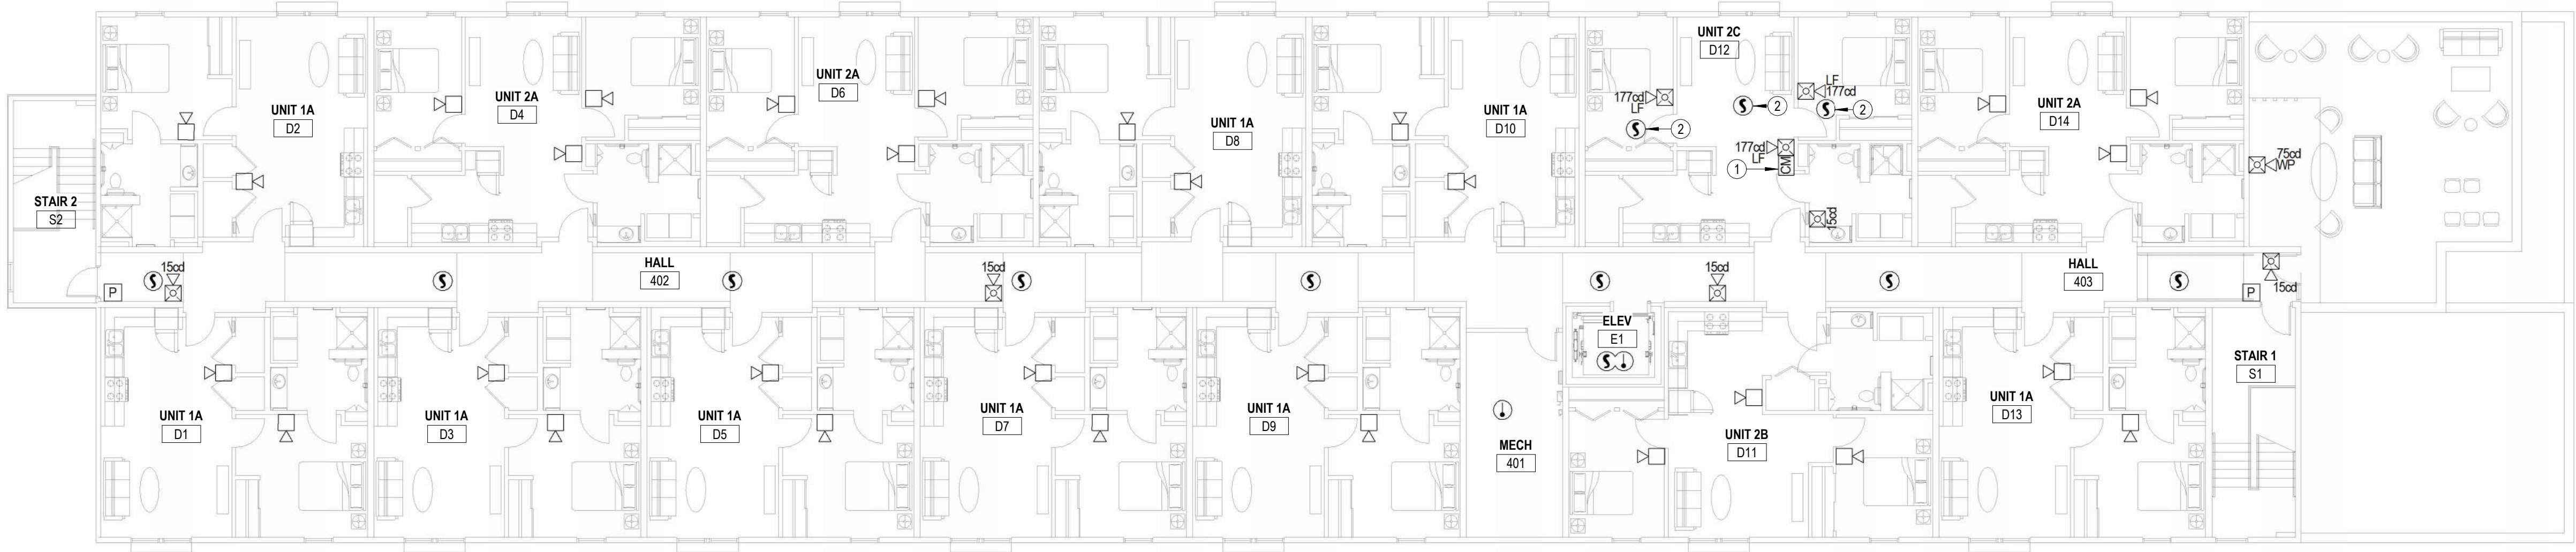 UNIT 2C
D12
UNIT 2A
D6
UNIT 1A
D2
UNIT 2A
D4
UNIT 1A
D8
UNIT 1A
D10
177cd
LF
S
2
S
2
LF
177cd
S
2
177cd
LF
1
CM
15cd
UNIT 2A
D14
75cd
WP
STAIR 2
S2
P
S
15cd
S
HALL
402
S
15cd
S
S
S
15cd
S
HALL
403
S
P
15cd
ELEV
E1
S
STAIR 1
S1
UNIT 1A
D1
UNIT 1A
D3
UNIT 1A
D5
UNIT 1A
D7
UNIT 1A
D9
MECH
401
UNIT 2B
D11
UNIT 1A
D13